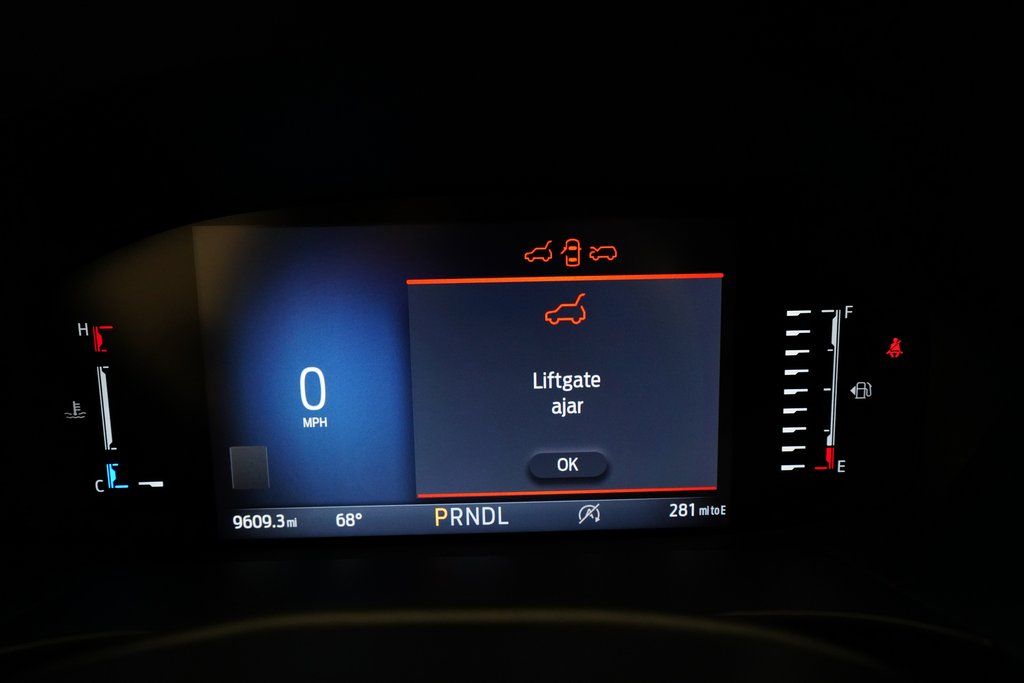 H
C
0
MPH
Liftgate
ajar
OK
9609.3 mi
68°
PRNDL
281 mi to E
F
E